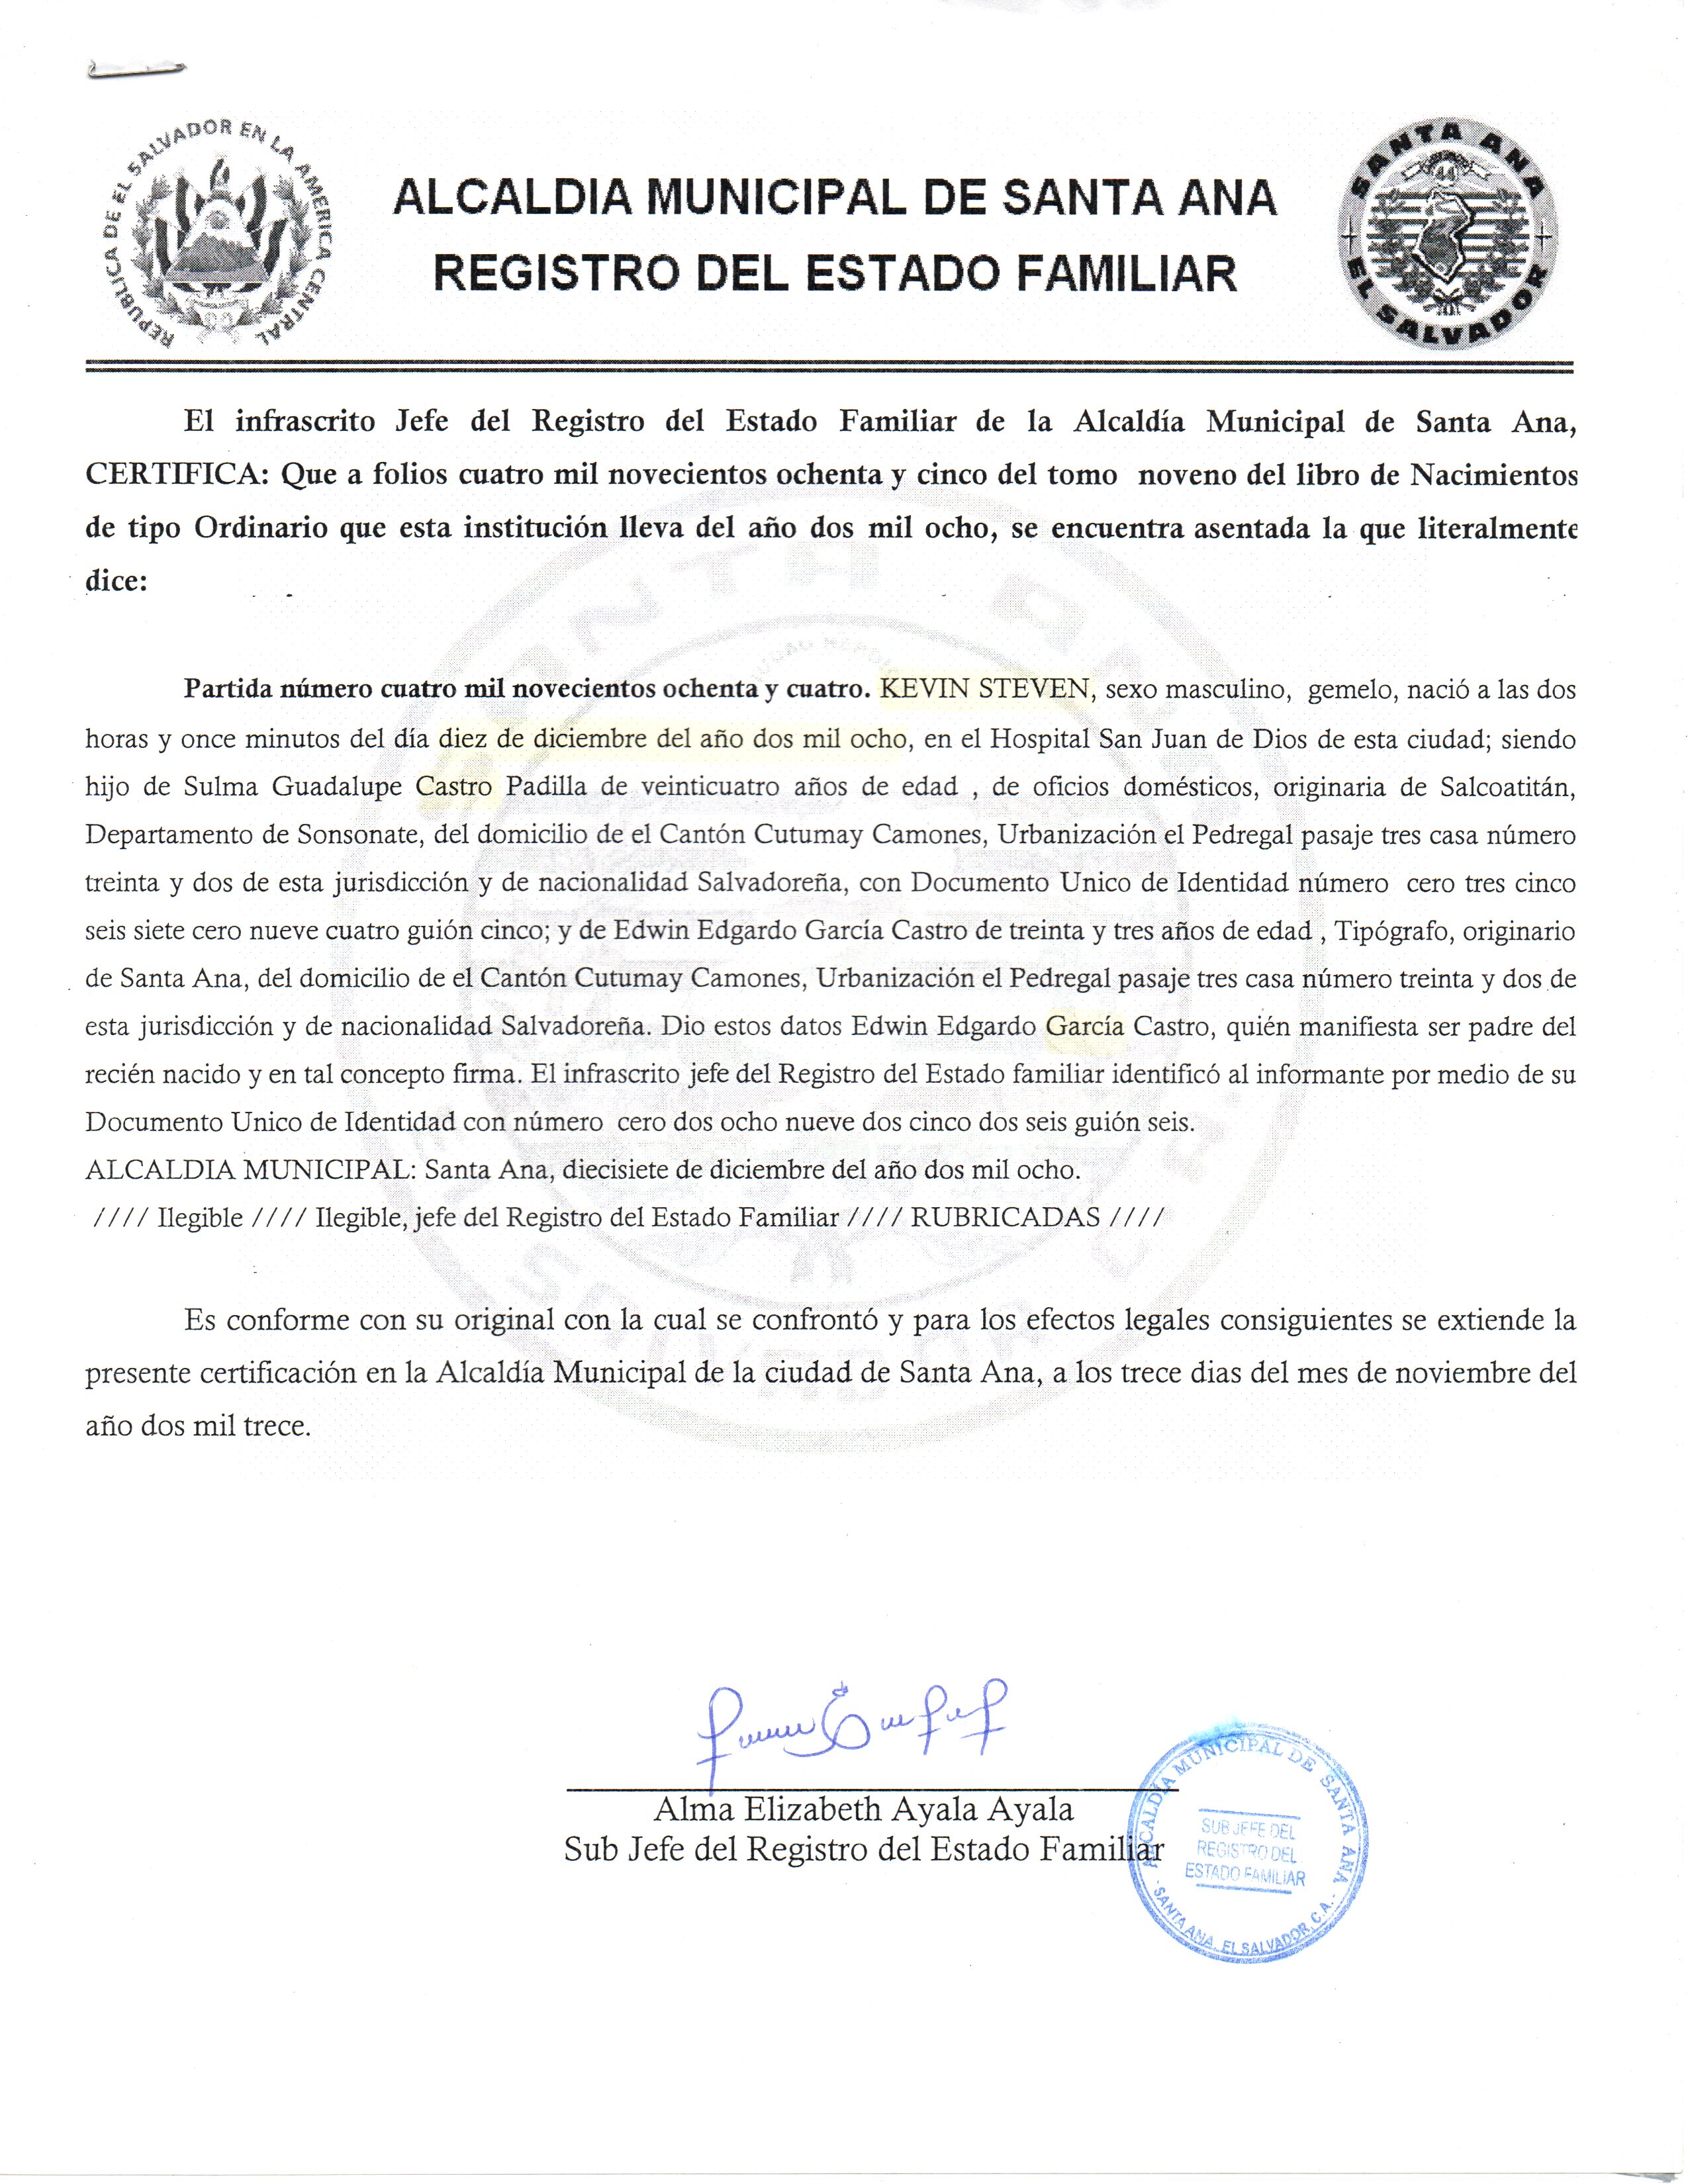 REPUBLICA DE EL SALVADOR EN LA AMERICA CENTRAL
ALCALDIA MUNICIPAL DE SANTA ANA
REGISTRO DEL ESTADO FAMILIAR
SANTA ANA
44
EL SALVADOR
El infrascrito Jefe del Registro del Estado Familiar de la Alcaldía Municipal de Santa Ana,
CERTIFICA: Que a folios cuatro mil novecientos ochenta y cinco del tomo noveno del libro de Nacimientos
de tipo Ordinario que esta institución lleva del año dos mil ocho, se encuentra asentada la que literalmente
dice:
Partida número cuatro mil novecientos ochenta y cuatro. KEVIN STEVEN, sexo masculino, gemelo, nació a las dos
horas y once minutos del día diez de diciembre del año dos mil ocho, en el Hospital San Juan de Dios de esta ciudad; siendo
hijo de Sulma Guadalupe Castro Padilla de veinticuatro años de edad , de oficios domésticos, originaria de Salcoatitán,
Departamento de Sonsonate, del domicilio de el Cantón Cutumay Camones, Urbanización el Pedregal pasaje tres casa número
treinta y dos de esta jurisdicción y de nacionalidad Salvadoreña, con Documento Unico de Identidad número cero tres cinco
seis siete cero nueve cuatro guión cinco; y de Edwin Edgardo García Castro de treinta y tres años de edad , Tipógrafo, originario
de Santa Ana, del domicilio de el Cantón Cutumay Camones, Urbanización el Pedregal pasaje tres casa número treinta y dos de
esta jurisdicción y de nacionalidad Salvadoreña. Dio estos datos Edwin Edgardo García Castro, quién manifiesta ser padre del
recién nacido y en tal concepto firma. El infrascrito jefe del Registro del Estado familiar identificó al informante por medio de su
Documento Unico de Identidad con número cero dos ocho nueve dos cinco dos seis guión seis.
ALCALDIA MUNICIPAL: Santa Ana, diecisiete de diciembre del año dos mil ocho.
//// Ilegible //// Ilegible, jefe del Registro del Estado Familiar //// RUBRICADAS ////
Es conforme con su original con la cual se confrontó y para los efectos legales consiguientes se extiende la
presente certificación en la Alcaldía Municipal de la ciudad de Santa Ana, a los trece dias del mes de noviembre del
año dos mil trece.
Alma Elizabeth Ayala Ayala
Sub Jefe del Registro del Estado Familiar
ALCALDIA MUNICIPAL DE SANTA ANA
SUB JEFE DEL
REGISTRO DEL
ESTADO FAMILIAR
SANTA ANA, EL SALVADOR, C.A.